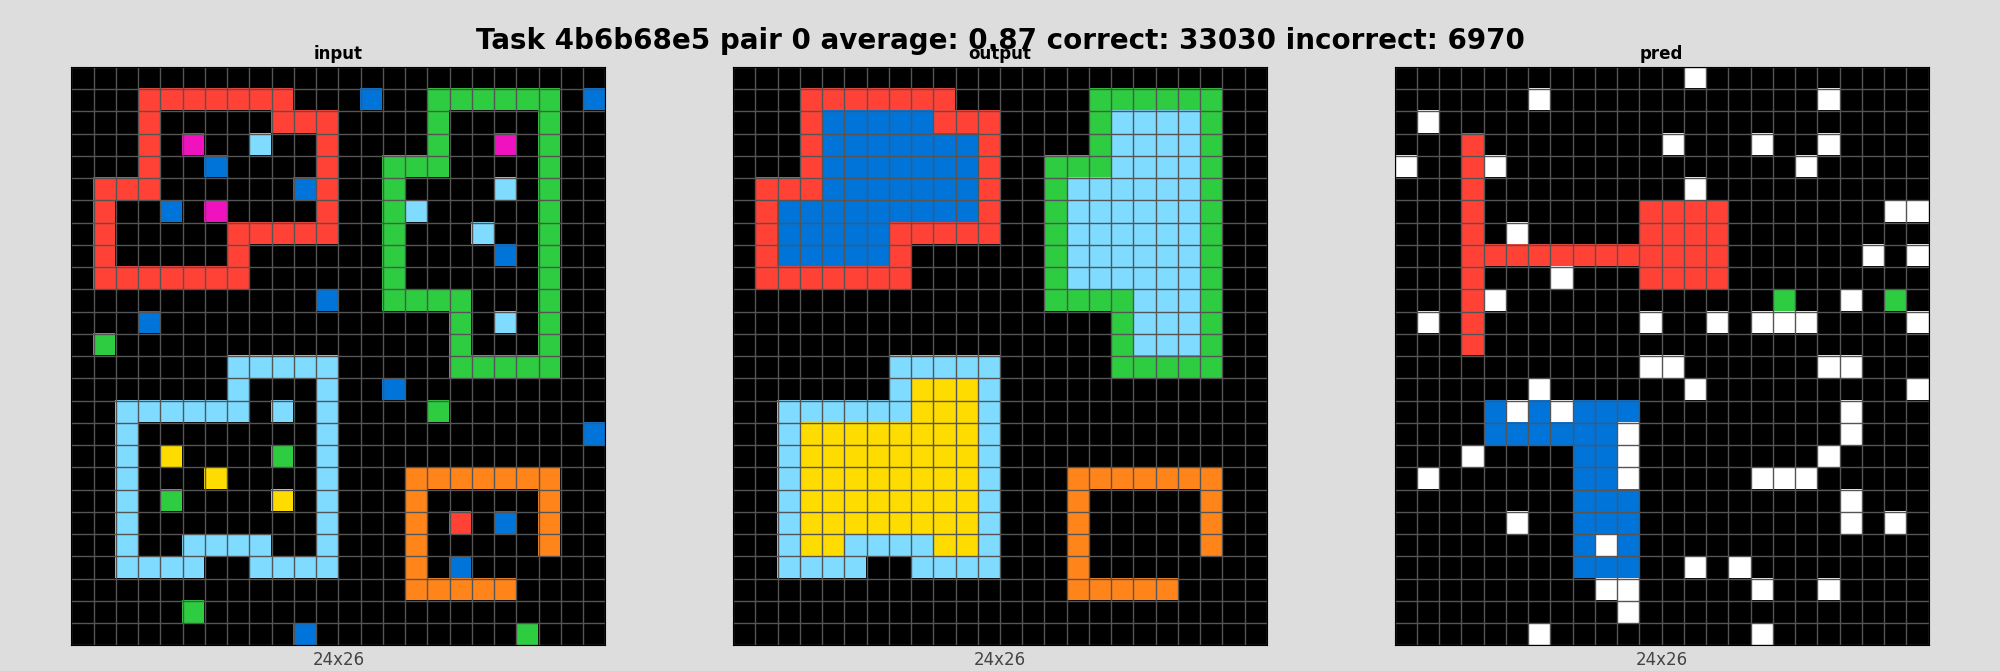 Task 4b6b68e5 pair 0 average: 0.87 correct: 33030 incorrect: 6970
input output pred
24x26 24x26 24x26